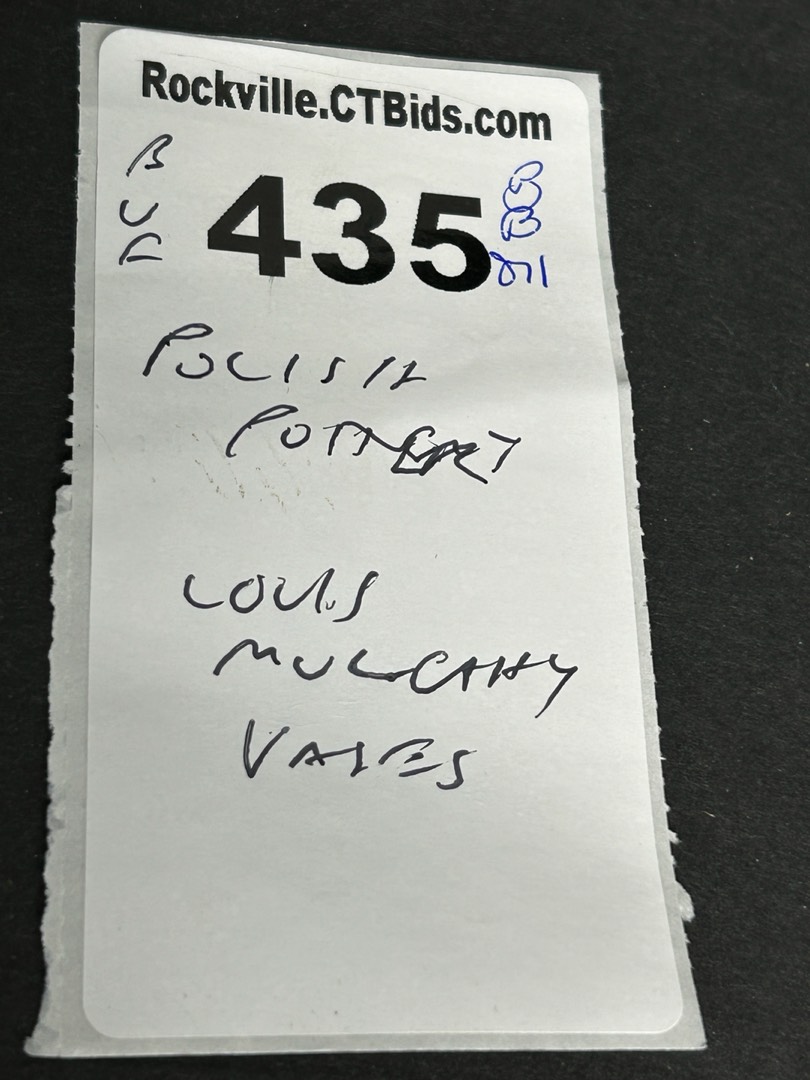 Rockville.CTBids.com
435
POLISH
POTTERY
LOUIS
MULCAHY
VASES